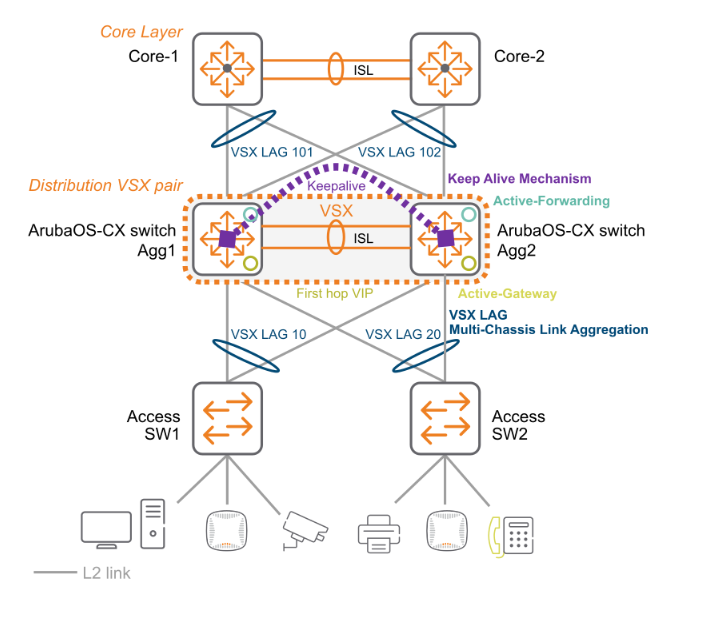 Core Layer
Core-1
Core-2
ISL
VSX LAG 101
VSX LAG 102
Distribution VSX pair
Keepalive
Keep Alive Mechanism
Active-Forwarding
VSX
ArubaOS-CX switch
Agg1
ISL
ArubaOS-CX switch
Agg2
First hop VIP
Active-Gateway
VSX LAG
Multi-Chassis Link Aggregation
VSX LAG 10
VSX LAG 20
Access
SW1
Access
SW2
L2 link